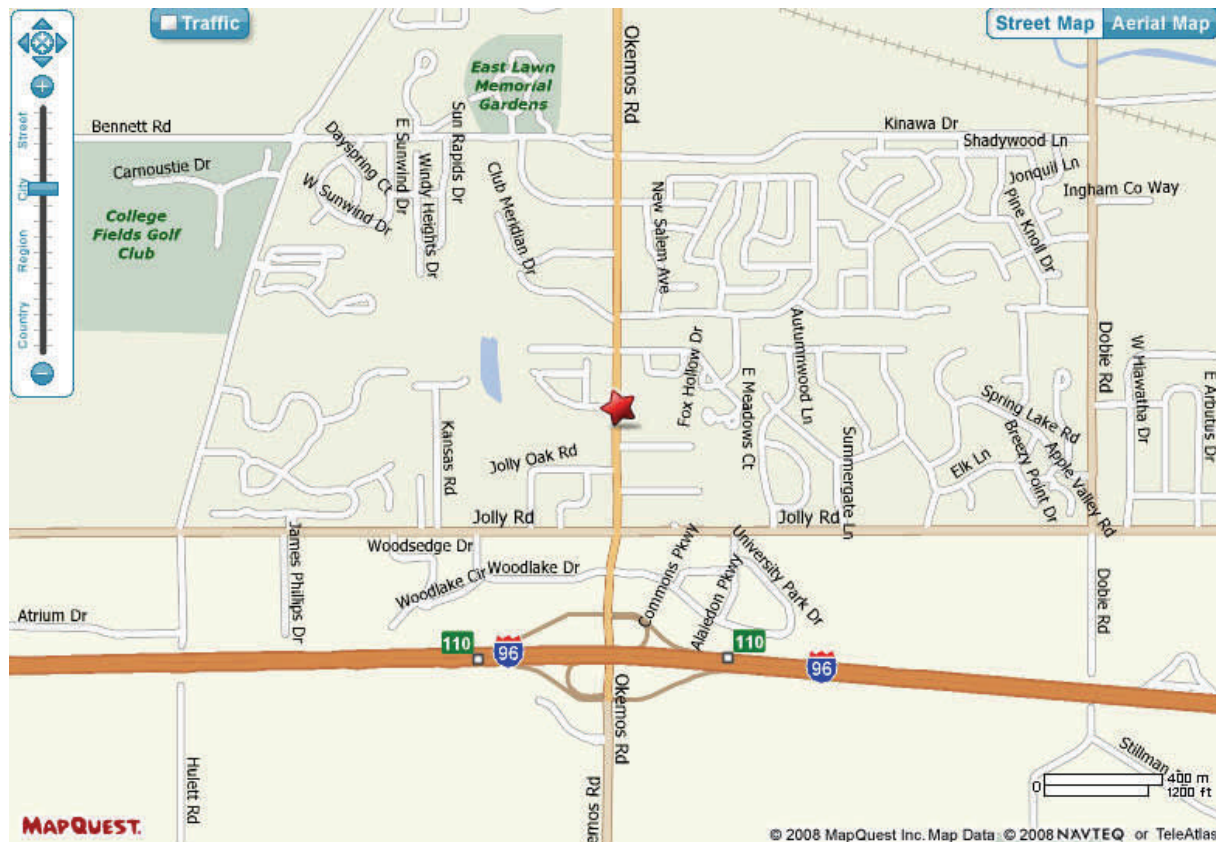 Traffic
Street Map
Aerial Map
Okemos Rd
East Lawn
Memorial
Gardens
Street
City
Region
Country
Bennett Rd
Kinawa Dr
Shadywood Ln
Jonquil Ln
Ingham Co Way
Carnoustie Dr
Dayspring Ct
E Sunwind Dr
Sun Rapids Dr
Windy Heights Dr
W Sunwind Dr
Club Meridian Dr
New Salem Ave
Pine Knoll Dr
College
Fields Golf
Club
Fox Hollow Dr
E Meadows Ct
Autumnwood Ln
Dobie Rd
W Hiawatha Dr
E Arbutus Dr
Kansas Rd
Jolly Oak Rd
Summergate Ln
Spring Lake Rd
Breezy Point Dr
Apple Valley Rd
Elk Ln
Jolly Rd
Jolly Rd
James Phillips Dr
Woodsedge Dr
Woodlake Cir
Woodlake Dr
Commons Pkwy
Alaiedon Pkwy
University Park Dr
Dobie Rd
Atrium Dr
110
96
110
96
Okemos Rd
Hulett Rd
emos Rd
Stillman
0
400 m
1200 ft
MAPQUEST.
© 2008 MapQuest Inc. Map Data © 2008 NAVTEQ or TeleAtlas